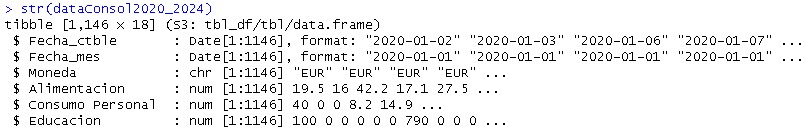 > str(dataConsol2020_2024)
tibble [1,146 × 18] (S3: tbl_df/tbl/data.frame)
 $ Fecha_ctble       : Date[1:1146], format: "2020-01-02" "2020-01-03" "2020-01-06" "2020-01-07" ...
 $ Fecha_mes         : Date[1:1146], format: "2020-01-01" "2020-01-01" "2020-01-01" "2020-01-01" ...
 $ Moneda            : chr [1:1146] "EUR" "EUR" "EUR" "EUR" ...
 $ Alimentacion      : num [1:1146] 19.5 16 42.2 17.1 27.5 ...
 $ Consumo Personal  : num [1:1146] 40 0 0 8.2 14.9 ...
 $ Educacion         : num [1:1146] 100 0 0 0 0 0 790 0 0 0 ...